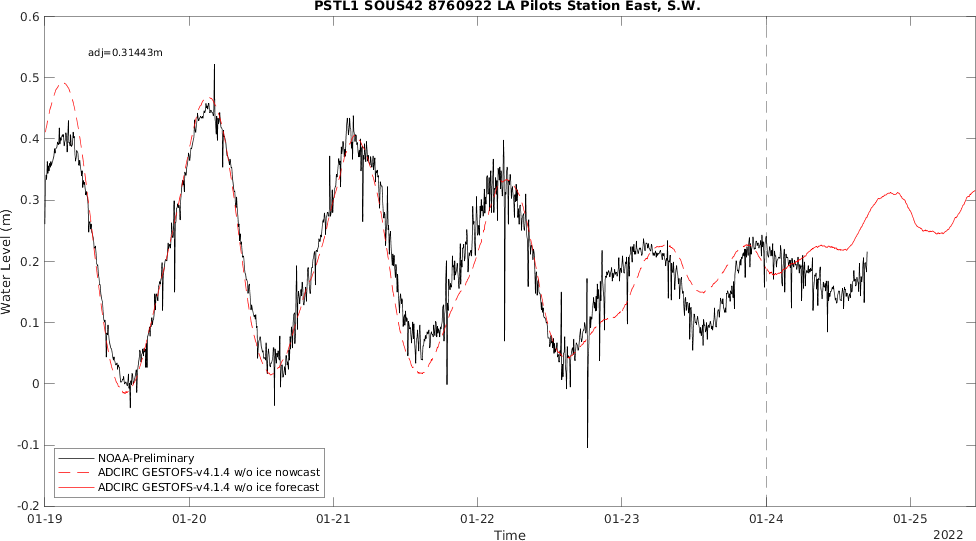 PSTL1 SOUS42 8760922 LA Pilots Station East, S.W.
adj=0.31443m
0.6
0.5
0.4
0.3
0.2
0.1
0
-0.1
-0.2
Water Level (m)
NOAA-Preliminary
ADCIRC GESTOFS-v4.1.4 w/o ice nowcast
ADCIRC GESTOFS-v4.1.4 w/o ice forecast
01-19 01-20 01-21 01-22 01-23 01-24 01-25
Time
2022